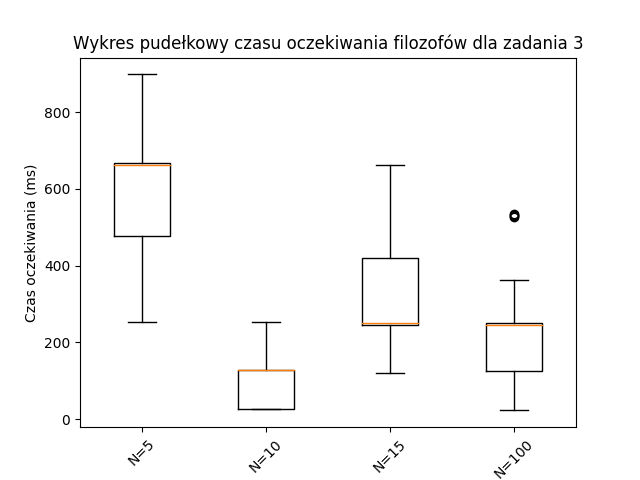 Wykres pudełkowy czasu oczekiwania filozofów dla zadania 3
Czas oczekiwania (ms)
800
600
400
200
0
N=5
N=10
N=15
N=100